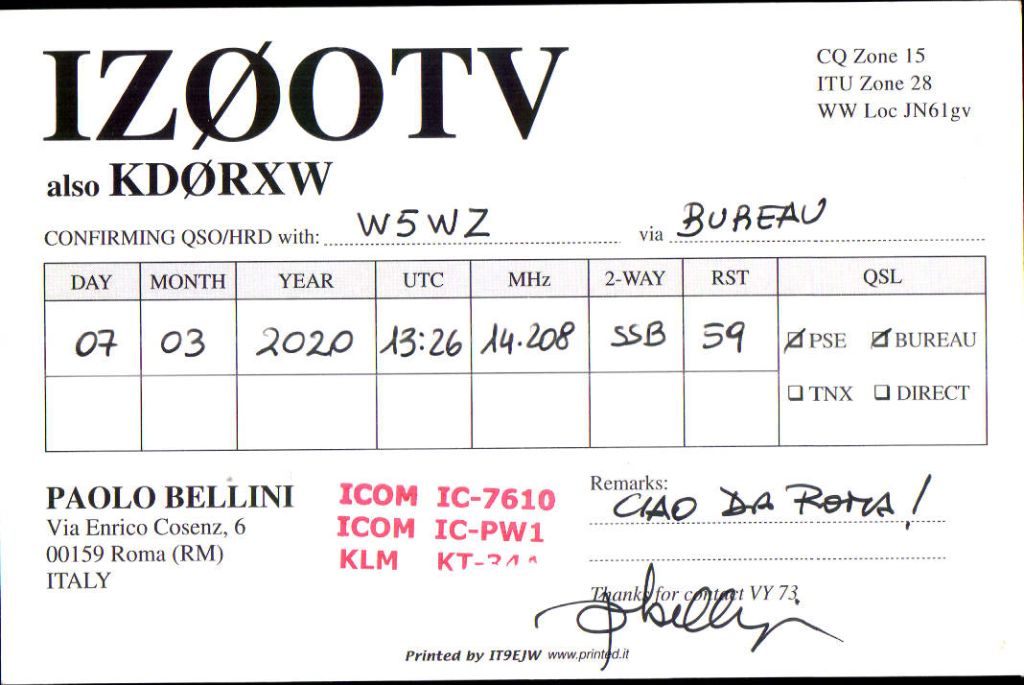 IZØOTV
CQ Zone 15
ITU Zone 28
WW Loc JN61gv
also KDØRXW
CONFIRMING QSO/HRD with: W5WZ via BUREAU
DAY MONTH YEAR UTC MHz 2-WAY RST QSL
07 03 2020 13:26 14.208 SSB 59
PSE BUREAU
TNX DIRECT
PAOLO BELLINI
Via Enrico Cosenz, 6
00159 Roma (RM)
ITALY
ICOM IC-7610
ICOM IC-PW1
KLM
Remarks:
CIAO DA ROMA!
Thanks for contact VY 73,
Printed by IT9EJW www.printed.it